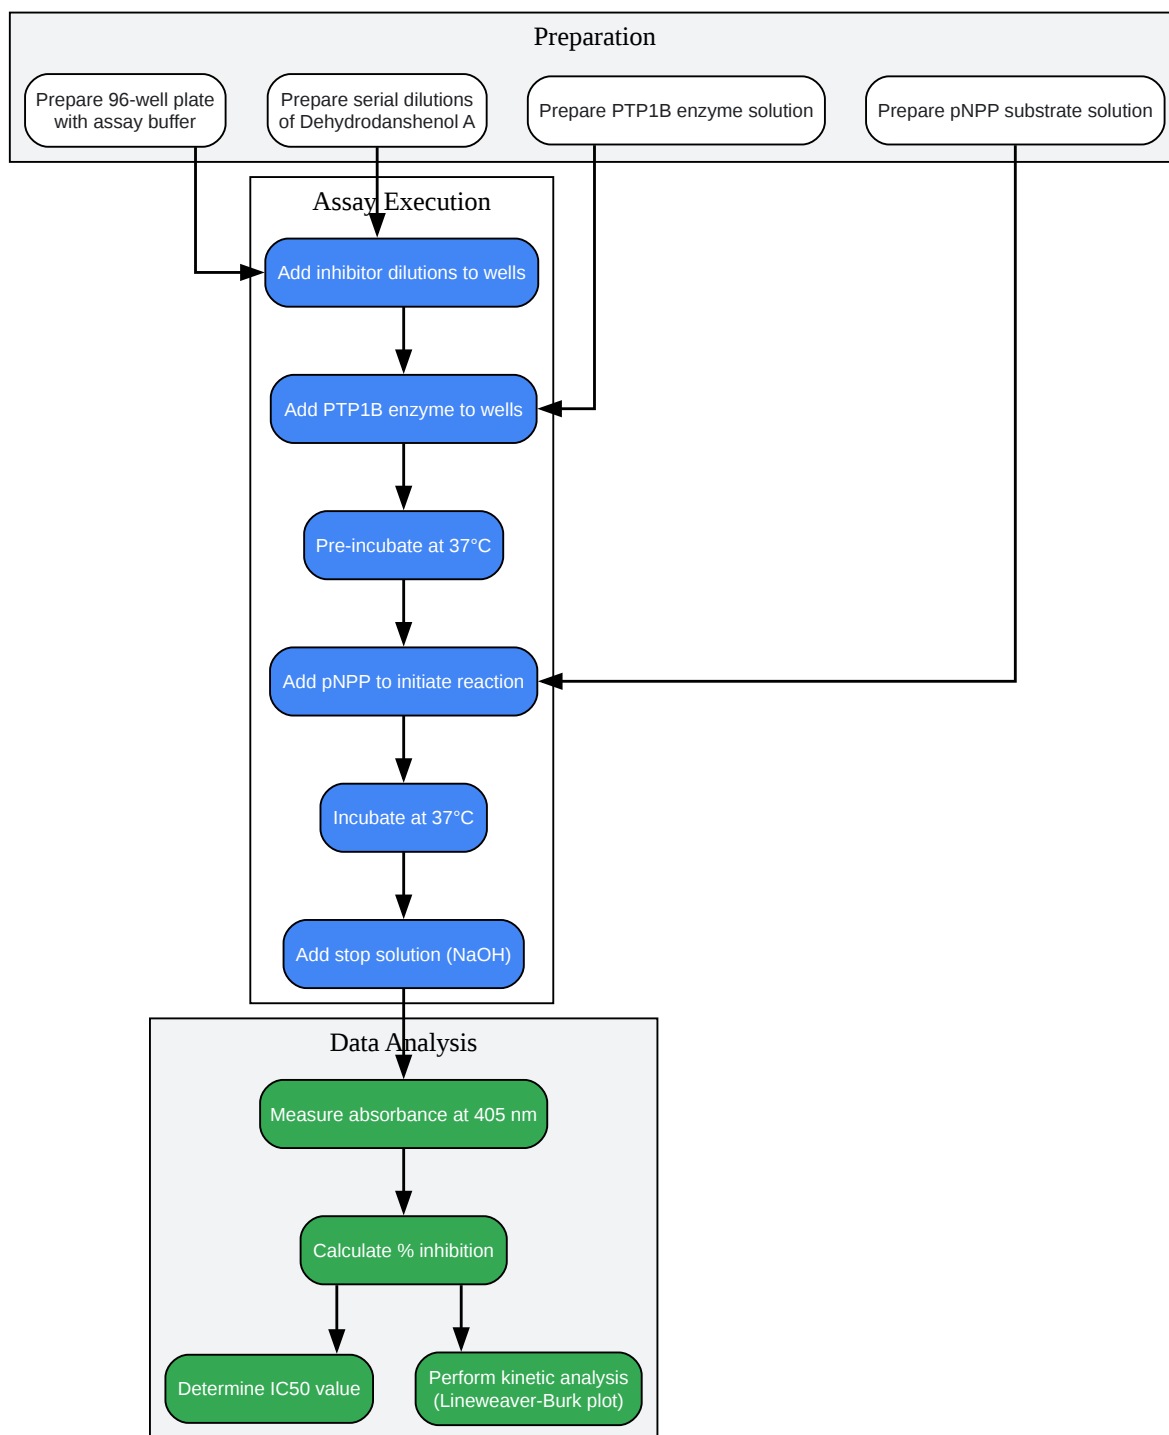 Preparation
Prepare 96-well plate
with assay buffer
Prepare serial dilutions
of Dehydrodanshenol A
Prepare PTP1B enzyme solution
Prepare pNPP substrate solution
Assay Execution
Add inhibitor dilutions to wells
Add PTP1B enzyme to wells
Pre-incubate at 37°C
Add pNPP to initiate reaction
Incubate at 37°C
Add stop solution (NaOH)
Data Analysis
Measure absorbance at 405 nm
Calculate % inhibition
Determine IC50 value
Perform kinetic analysis
(Lineweaver-Burk plot)